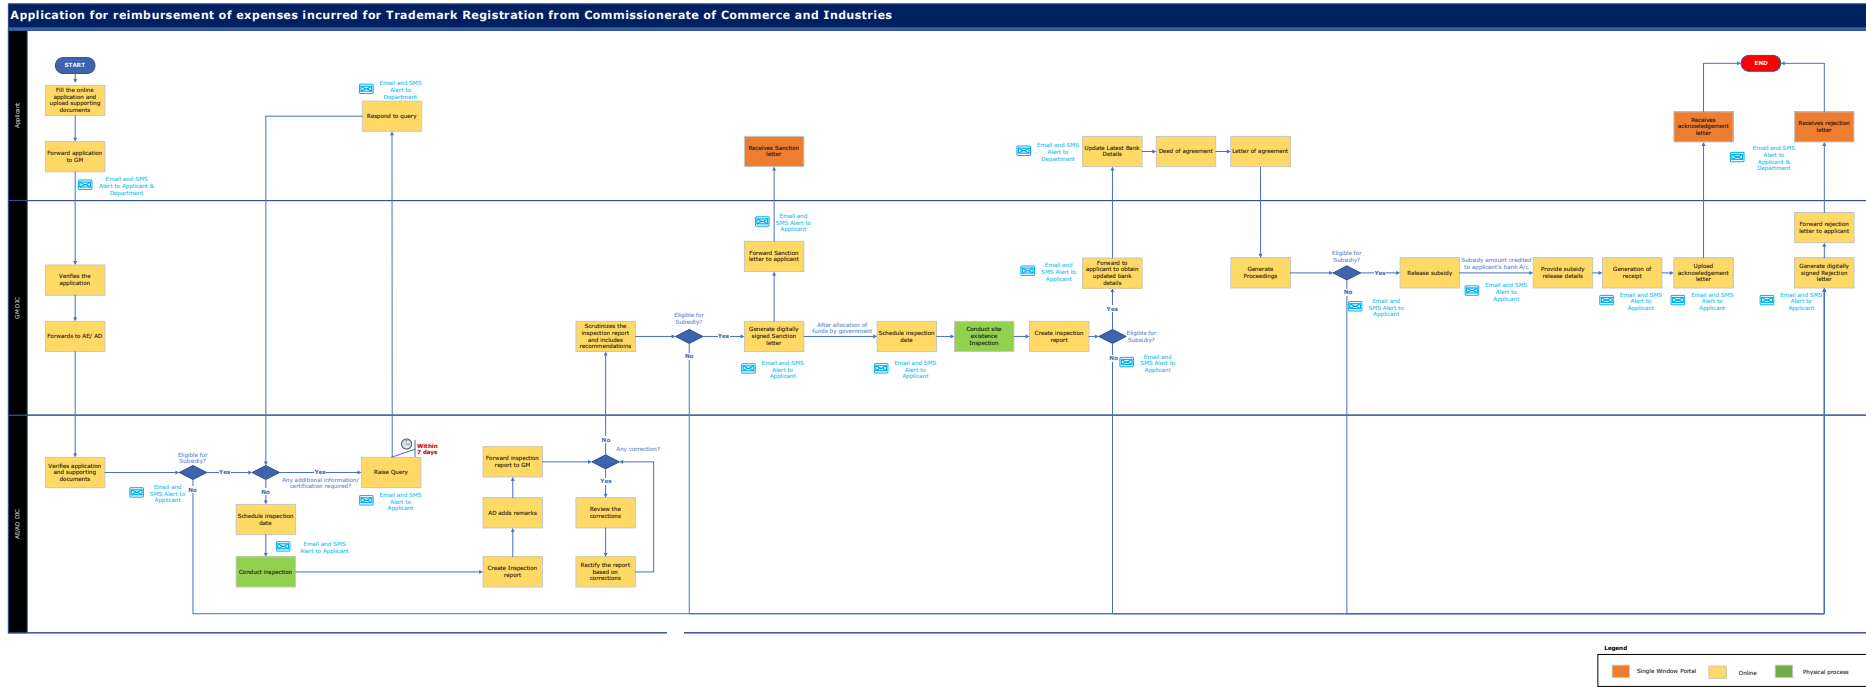 Application for reimbursement of expenses incurred for Trademark Registration from Commissionerate of Commerce and Industries
Applicant
START
Fill the online
application and
upload supporting
documents
Forward application
to GM
Email and SMS
Alert to Applicant &
Department
Email and SMS
Alert to
Department
Respond to query
Receives Sanction
letter
Email and SMS
Alert to
Department
Update Latest Bank
Details
Deed of agreement
Letter of agreement
END
Receives
acknowledgement
letter
Receives rejection
letter
Email and SMS
Alert to
Applicant &
Department
GM DIC
Verifies the
application
Forwards to AE/ AD
Scrutinizes the
inspection report
and includes
recommendations
Eligible for
Subsidiy?
Yes
No
Email and
SMS Alert to
Applicant
Forward Sanction
letter to applicant
Generate digitally
signed Sanction
letter
Email and SMS
Alert to
Applicant
After allocation of
funds by government
Schedule inspection
date
Email and SMS
Alert to
Applicant
Conduct site
existence
Inspection
Create inspection
report
Email and
SMS Alert to
Applicant
Forward to
applicant to obtain
updated bank
details
Yes
Eligible for
Subsidy?
No
Email and
SMS Alert to
Applicant
Generate
Proceedings
Eligible for
Subsidy?
Yes
No
Email and
SMS Alert to
Applicant
Release subsidy
Subsidy amount credited
to applicant's bank A/c
Email and SMS
Alert to
Applicant
Provide subsidy
release details
Generation of
receipt
Email and SMS
Alert to
Applicant
Upload
acknowledgement
letter
Email and SMS
Alert to
Applicant
Forward rejection
letter to applicant
Generate digitally
signed Rejection
letter
Email and SMS
Alert to
Applicant
AE/AD DIC
Verifies application
and supporting
documents
Email and
SMS Alert to
Applicant
Eligible for
Subsidy?
Yes
No
Yes
Any additional information/
certification required?
No
Raise Query
Within
7 days
Email and SMS
Alert to
Applicant
Schedule inspection
date
Email and SMS
Alert to Applicant
Conduct inspection
Forward inspection
report to GM
AD adds remarks
Create Inspection
report
No
Any correction?
Yes
Review the
corrections
Rectify the report
based on
corrections
Legend
Single Window Portal
Online
Physical process